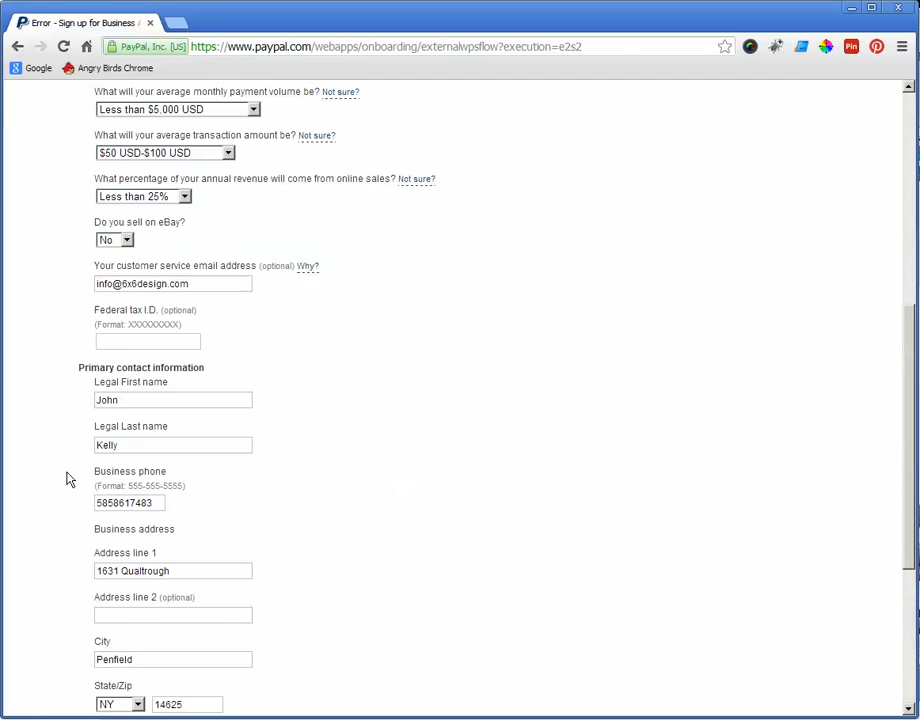 Error - Sign up for Business
PayPal, Inc. [US]
https://www.paypal.com/webapps/onboarding/externalwpsflow?execution=e2s2
Google
Angry Birds Chrome
What will your average monthly payment volume be? Not sure?
Less than $5,000 USD
What will your average transaction amount be? Not sure?
$50 USD-$100 USD
What percentage of your annual revenue will come from online sales? Not sure?
Less than 25%
Do you sell on eBay?
No
Your customer service email address (optional) Why?
info@6x6design.com
Federal tax I.D. (optional)
(Format: XXXXXXXXX)
Primary contact information
Legal First name
John
Legal Last name
Kelly
Business phone
(Format: 555-555-5555)
5858617483
Business address
Address line 1
1631 Qualtrough
Address line 2 (optional)
City
Penfield
State/Zip
NY 14625